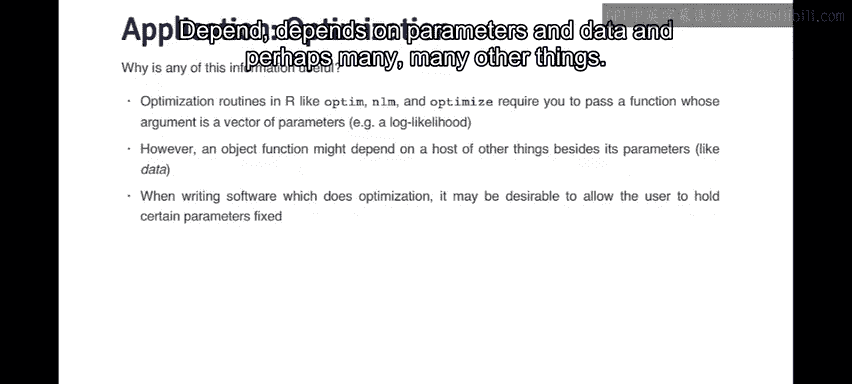 Application: Optimization
Depend, depends on parameters and data and
perhaps many, many other things.
Why is any of this information useful?
· Optimization routines in R like optim, nlm, and optimize require you to pass a function whose
argument is a vector of parameters (e.g. a log-likelihood)
· However, an object function might depend on a host of other things besides its parameters (like
data)
· When writing software which does optimization, it may be desirable to allow the user to hold
certain parameters fixed